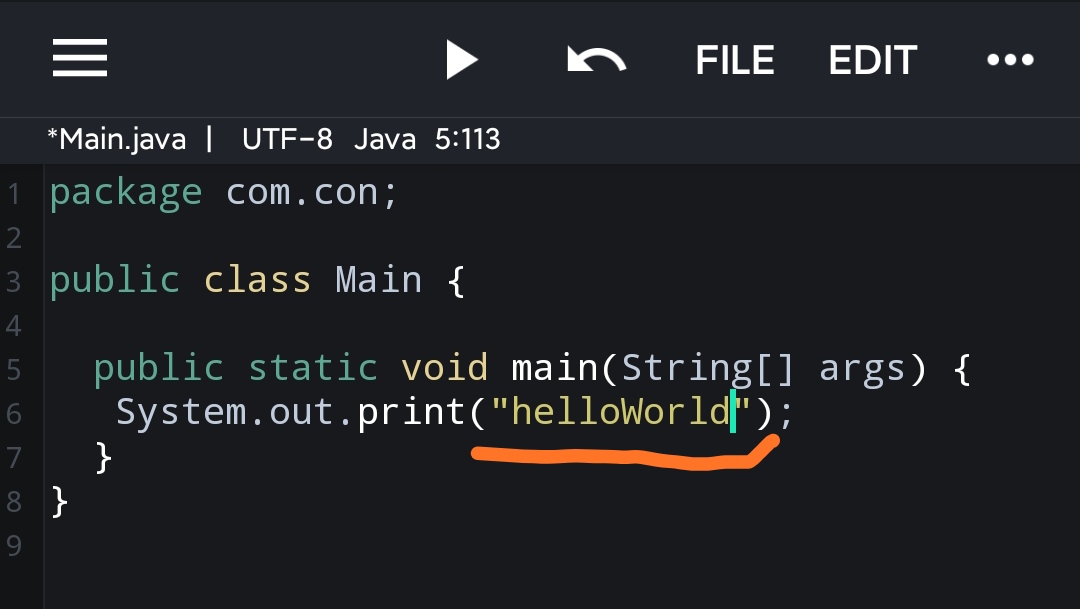 FILE EDIT
*Main.java | UTF-8 Java 5:113
1 package com.con;
2
3 public class Main {
4
5 public static void main(String[] args) {
6 System.out.print("helloWorld");
7 }
8 }
9